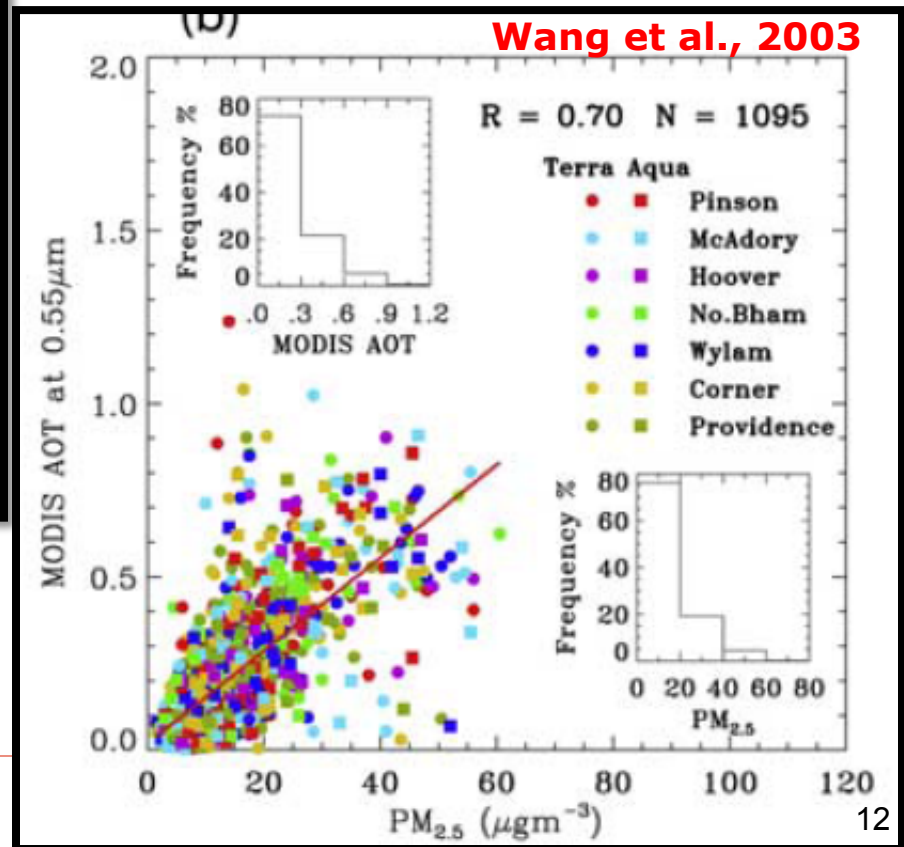 (b)
Wang et al., 2003
2.0
1.5
1.0
0.5
0.0
MODIS AOT at 0.55μm
80
60
40
20
0
Frequency %
.0 .3 .6 .9 1.2
MODIS AOT
R = 0.70 N = 1095
Terra Aqua
Pinson
McAdory
Hoover
No.Bham
Wylam
Corner
Providence
80
60
40
20
0
Frequency %
0 20 40 60 80
PM2.5
0 20 40 60 80 100 120
PM2.5 (μgm−3)
12